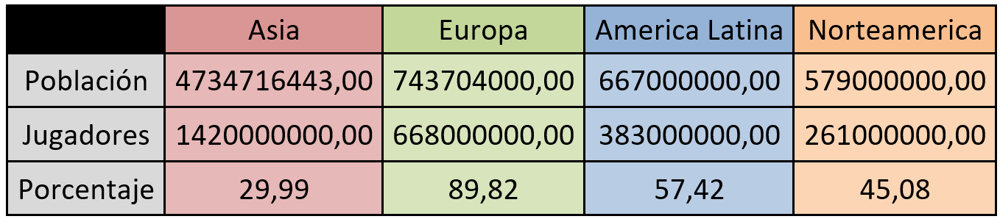 Asia Europa America Latina Norteamerica
Población 4734716443,00 743704000,00 667000000,00 579000000,00
Jugadores 1420000000,00 668000000,00 383000000,00 261000000,00
Porcentaje 29,99 89,82 57,42 45,08